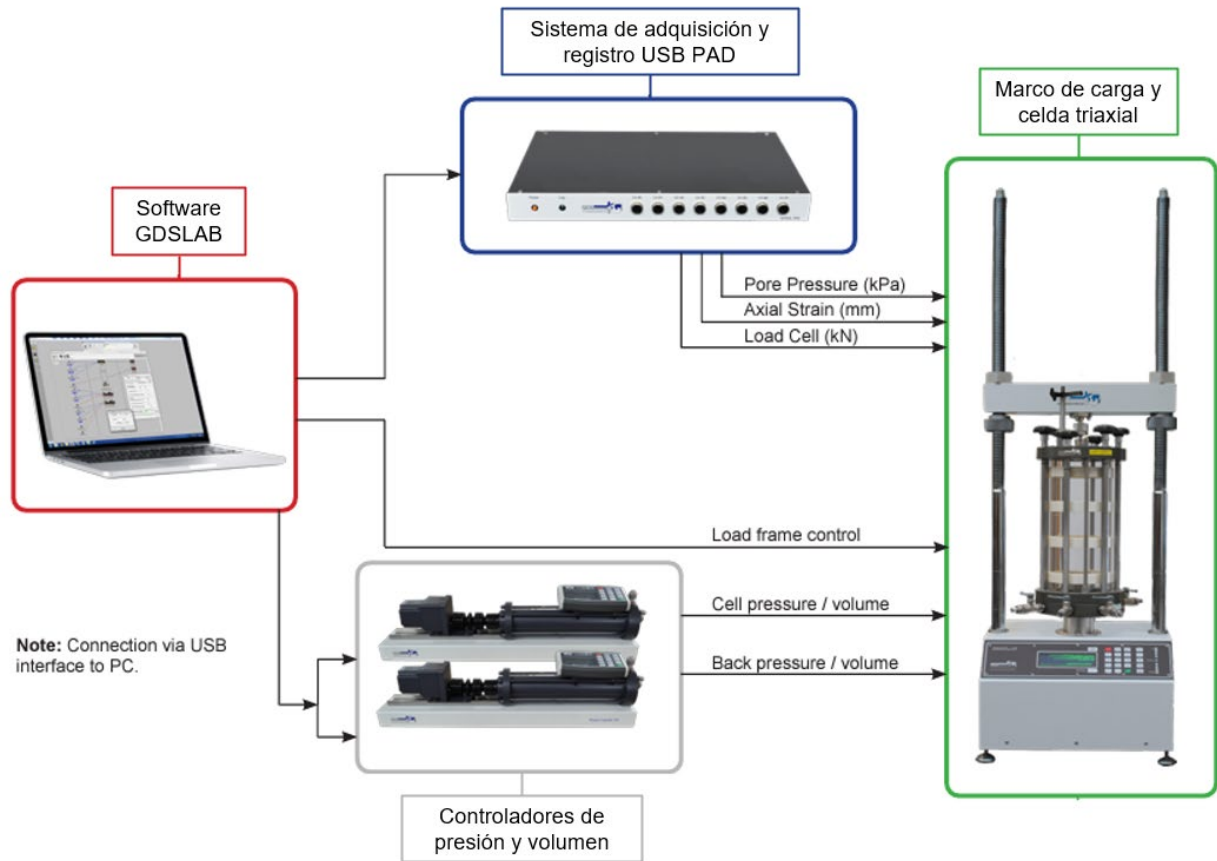 Sistema de adquisición y
registro USB PAD
Marco de carga y
celda triaxial
Software
GDSLAB
Pore Pressure (kPa)
Axial Strain (mm)
Load Cell (kN)
Load frame control
Cell pressure / volume
Back pressure / volume
Note: Connection via USB
interface to PC.
Controladores de
presión y volumen